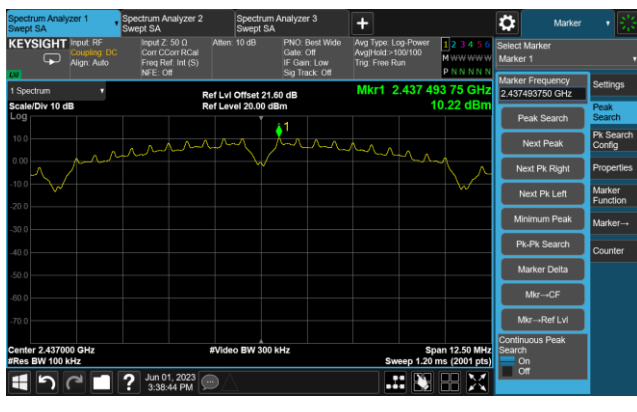 Spectrum Analyzer 1
Swept SA
Spectrum Analyzer 2
Swept SA
Spectrum Analyzer 3
Swept SA
+
Marker
KEYSIGHT
Input: RF
Coupling: DC
Align: Auto
Input Z: 50 Ω
Corr CCorr RCal
Freq Ref: Int (S)
NFE: Off
Atten: 10 dB
PNO: Best Wide
Gate: Off
IF Gain: Low
Sig Track: Off
Avg Type: Log-Power
Avg|Hold:>100/100
Trig: Free Run
1 2 3 4 5 6
M W W W W W
P N N N N N
Select Marker
Marker 1
LXI
1 Spectrum
Scale/Div 10 dB
Log
Ref Lvl Offset 21.60 dB
Ref Level 20.00 dBm
Mkr1 2.437 493 75 GHz
10.22 dBm
1
10.0
0.00
-10.0
-20.0
-30.0
-40.0
-50.0
-60.0
-70.0
Center 2.437000 GHz
#Res BW 100 kHz
#Video BW 300 kHz
Span 12.50 MHz
Sweep 1.20 ms (2001 pts)
Marker Frequency
2.437493750 GHz
Peak Search
Next Peak
Next Pk Right
Next Pk Left
Minimum Peak
Pk-Pk Search
Marker Delta
Mkr→CF
Mkr→Ref Lvl
Continuous Peak
Search
On
Off
Settings
Peak
Search
Pk Search
Config
Properties
Marker
Function
Marker→
Counter
?
Jun 01, 2023
3:38:44 PM